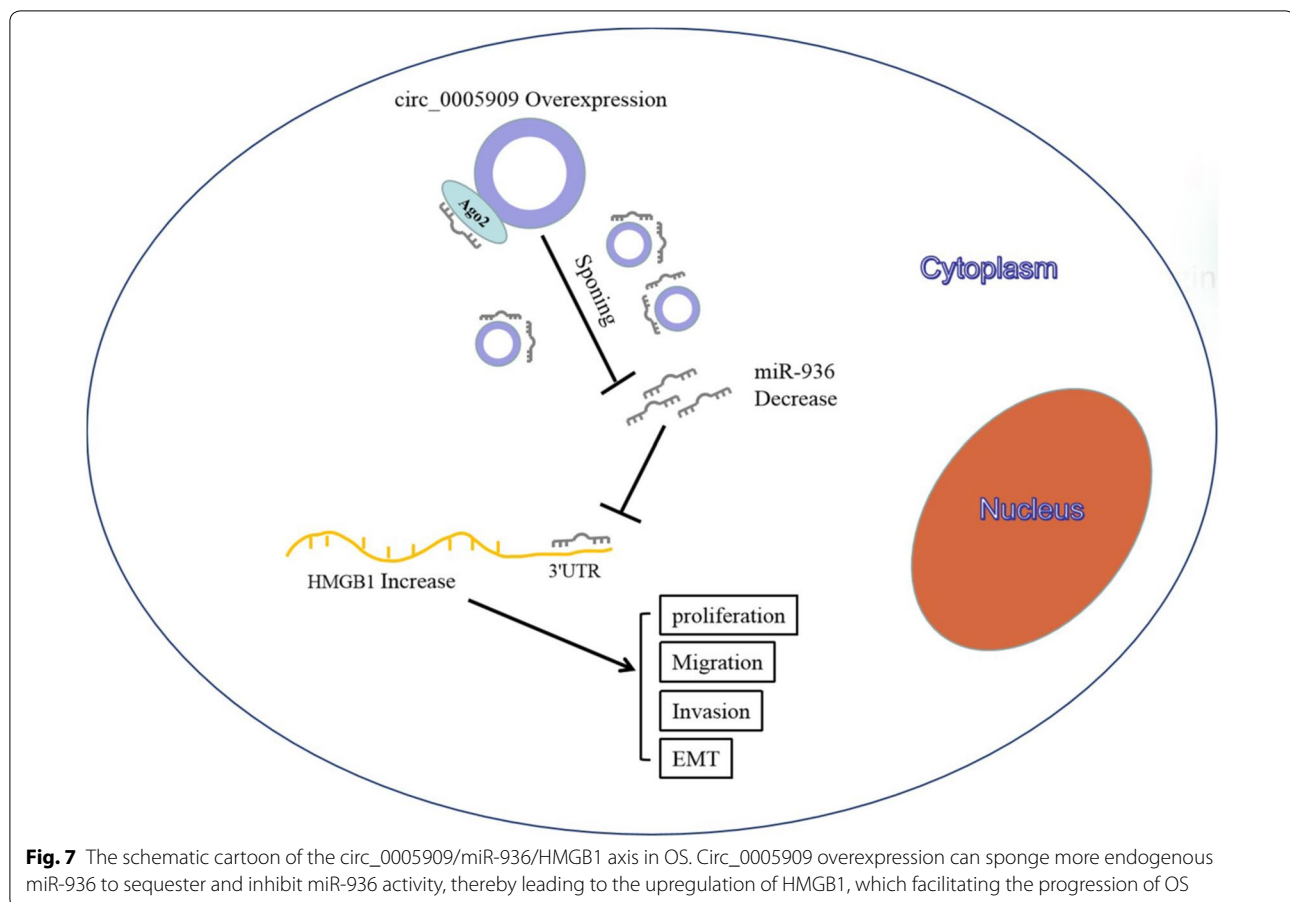 circ_0005909 Overexpression
Ago2
Sponing
Cytoplasm
in
miR-936
Decrease
Nucleus
3'UTR
HMGB1 Increase
proliferation
Migration
Invasion
EMT
Fig. 7 The schematic cartoon of the circ_0005909/miR-936/HMGB1 axis in OS. Circ_0005909 overexpression can sponge more endogenous
miR-936 to sequester and inhibit miR-936 activity, thereby leading to the upregulation of HMGB1, which facilitating the progression of OS